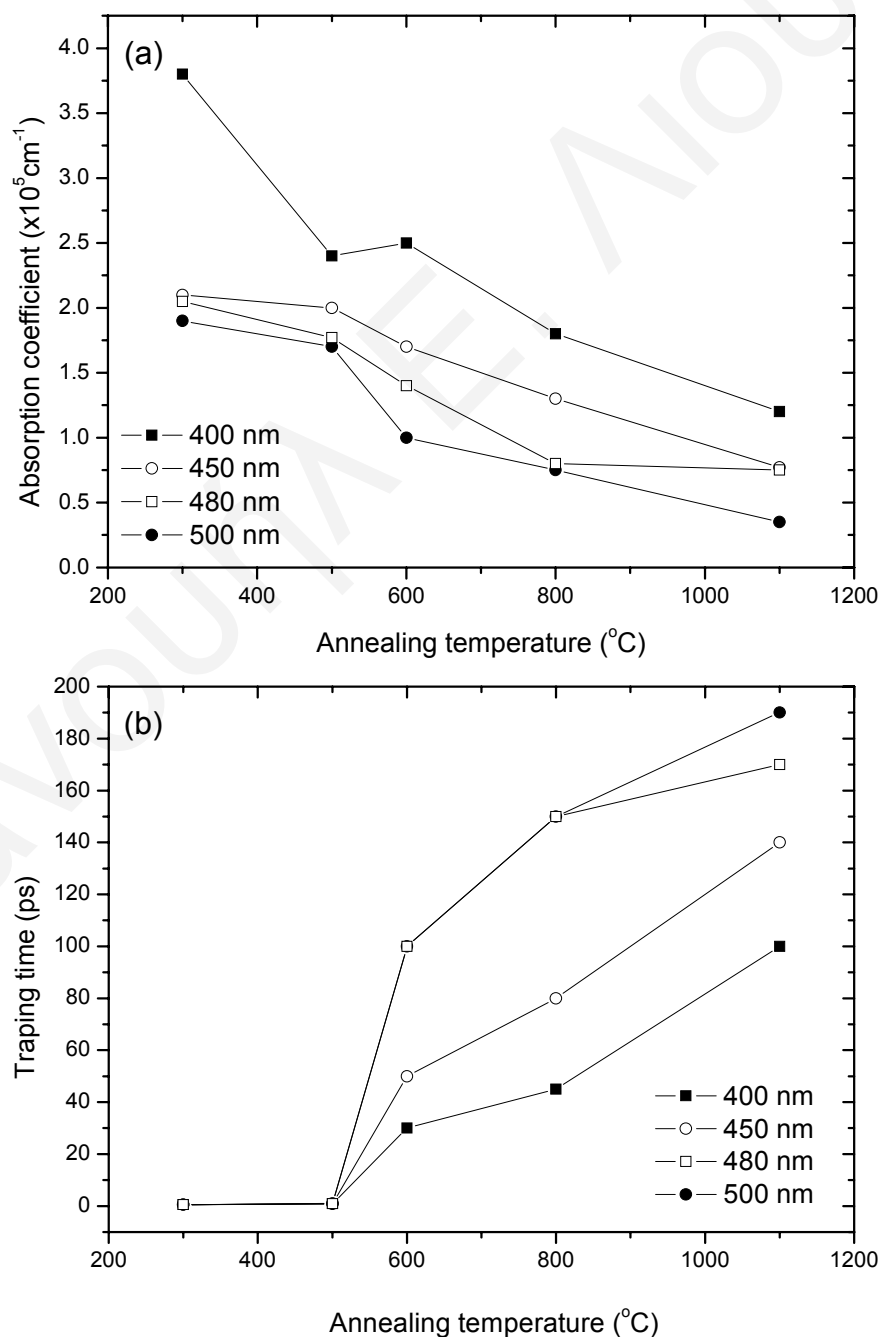 (a)
Absorption coefficient (x10⁵cm⁻¹)
4.0
3.5
3.0
2.5
2.0
1.5
1.0
0.5
0.0
400 nm
450 nm
480 nm
500 nm
200 400 600 800 1000 1200
Annealing temperature (°C)
(b)
Traping time (ps)
200
180
160
140
120
100
80
60
40
20
0
400 nm
450 nm
480 nm
500 nm
200 400 600 800 1000 1200
Annealing temperature (°C)